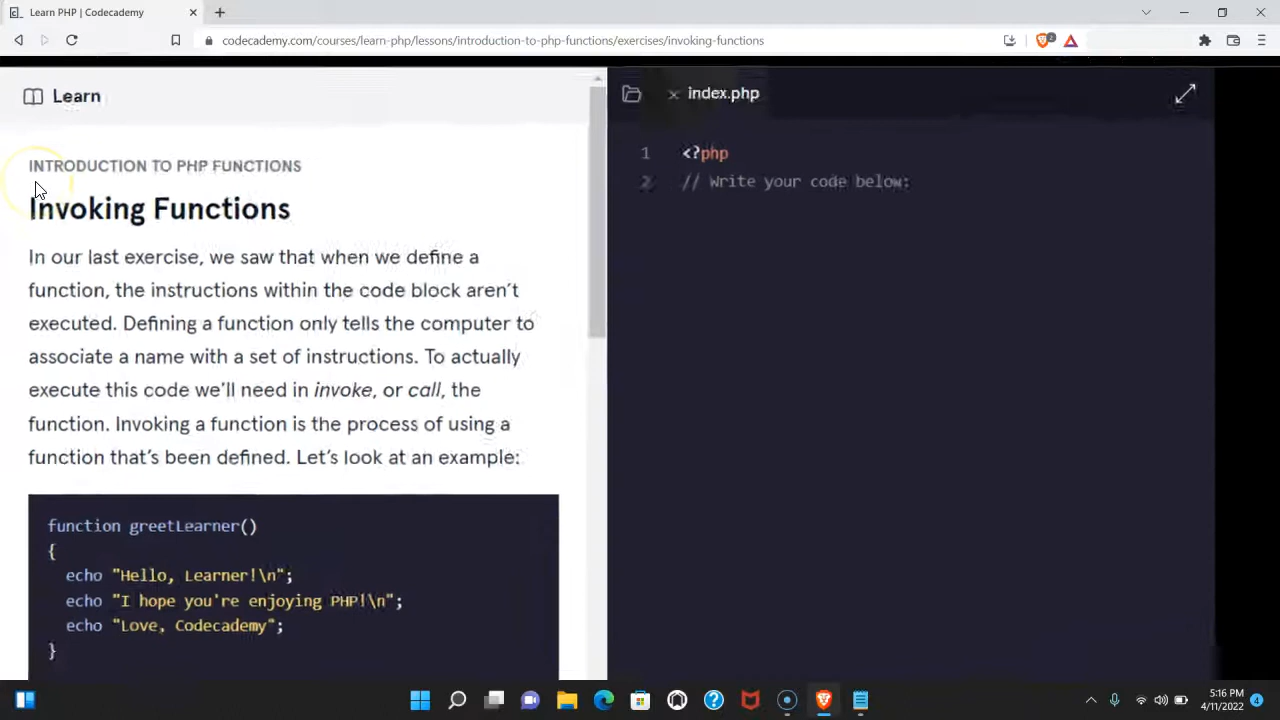 Learn PHP | Codecademy
codecademy.com/courses/learn-php/lessons/introduction-to-php-functions/exercises/invoking-functions
2
Learn
index.php
INTRODUCTION TO PHP FUNCTIONS
Invoking Functions
In our last exercise, we saw that when we define a
function, the instructions within the code block aren't
executed. Defining a function only tells the computer to
associate a name with a set of instructions. To actually
execute this code we'll need in invoke, or call, the
function. Invoking a function is the process of using a
function that's been defined. Let's look at an example:
function greetLearner()
{
echo "Hello, Learner!\n";
echo "I hope you're enjoying PHP!\n";
echo "Love, Codecademy";
}
1 <?php
2 // Write your code below:
5:16 PM
4/11/2022
4